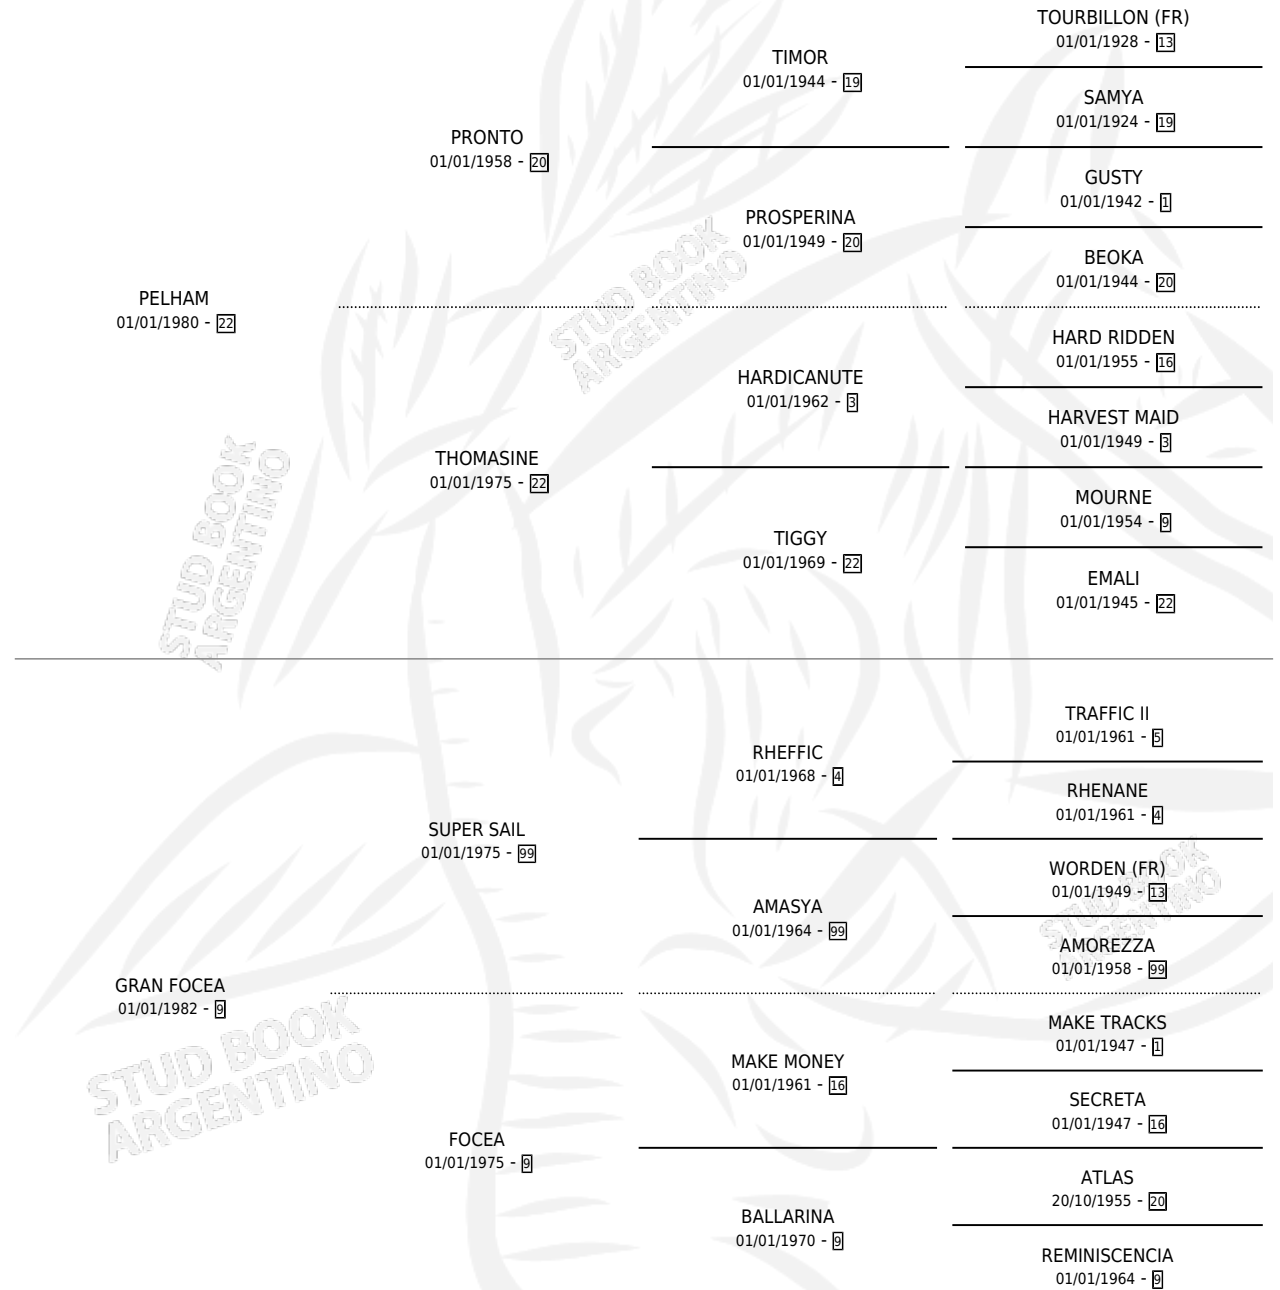 TOURBILLON (FR)
01/01/1928 - 13
TIMOR
01/01/1944 - 19
SAMYA
01/01/1924 - 19
PRONTO
01/01/1958 - 20
GUSTY
01/01/1942 - 1
PROSPERINA
01/01/1949 - 20
BEOKA
01/01/1944 - 20
STUD BOOK
ARGENTINO
PELHAM
01/01/1980 - 22
HARD RIDDEN
01/01/1955 - 16
HARDICANUTE
01/01/1962 - 3
HARVEST MAID
01/01/1949 - 3
THOMASINE
01/01/1975 - 22
MOURNE
01/01/1954 - 9
TIGGY
01/01/1969 - 22
EMALI
01/01/1945 - 22
STUD BOOK
ARGENTINO
TRAFFIC II
01/01/1961 - 5
RHEFFIC
01/01/1968 - 4
RHENANE
01/01/1961 - 4
SUPER SAIL
01/01/1975 - 99
WORDEN (FR)
01/01/1949 - 13
AMASYA
01/01/1964 - 99
AMOREZZA
01/01/1958 - 99
STUD BOOK
ARGENTINO
GRAN FOCEA
01/01/1982 - 9
MAKE TRACKS
01/01/1947 - 1
MAKE MONEY
01/01/1961 - 16
SECRETA
01/01/1947 - 16
STUD BOOK
ARGENTINO
FOCEA
01/01/1975 - 9
ATLAS
20/10/1955 - 20
BALLARINA
01/01/1970 - 9
REMINISCENCIA
01/01/1964 - 9